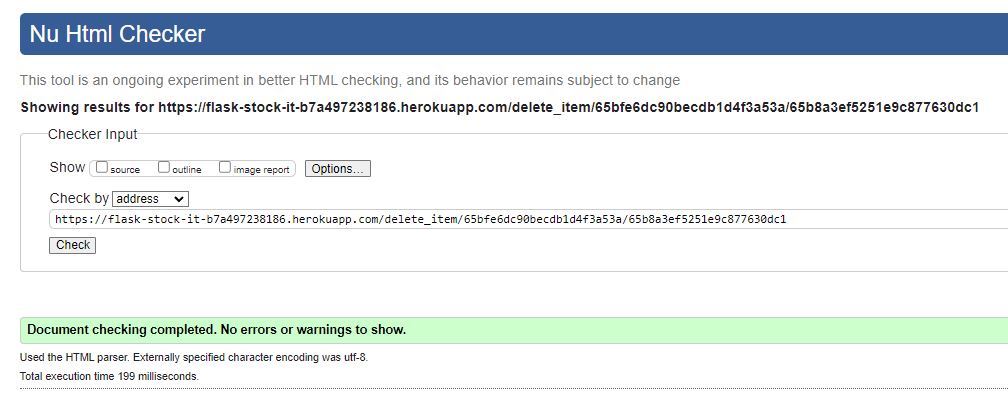 Nu Html Checker
This tool is an ongoing experiment in better HTML checking, and its behavior remains subject to change
Showing results for https://flask-stock-it-b7a497238186.herokuapp.com/delete_item/65bfe6dc90becdb1d4f3a53a/65b8a3ef5251e9c877630dc1
Checker Input
Show source outline image report Options...
Check by address
https://flask-stock-it-b7a497238186.herokuapp.com/delete_item/65bfe6dc90becdb1d4f3a53a/65b8a3ef5251e9c877630dc1
Check
Document checking completed. No errors or warnings to show.
Used the HTML parser. Externally specified character encoding was utf-8.
Total execution time 199 milliseconds.